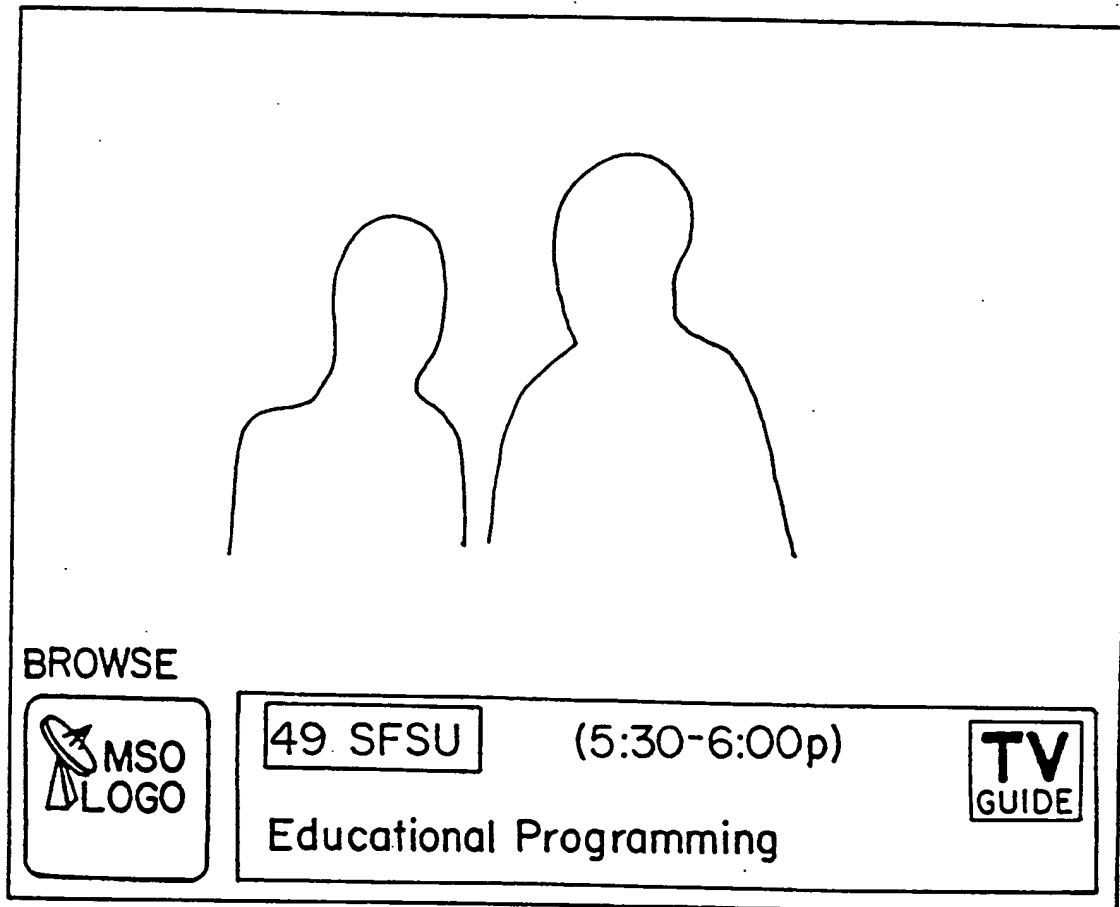 BROWSE
MSO
LOGO
49 SFSU (5:30-6:00p)
Educational Programming
TV
GUIDE